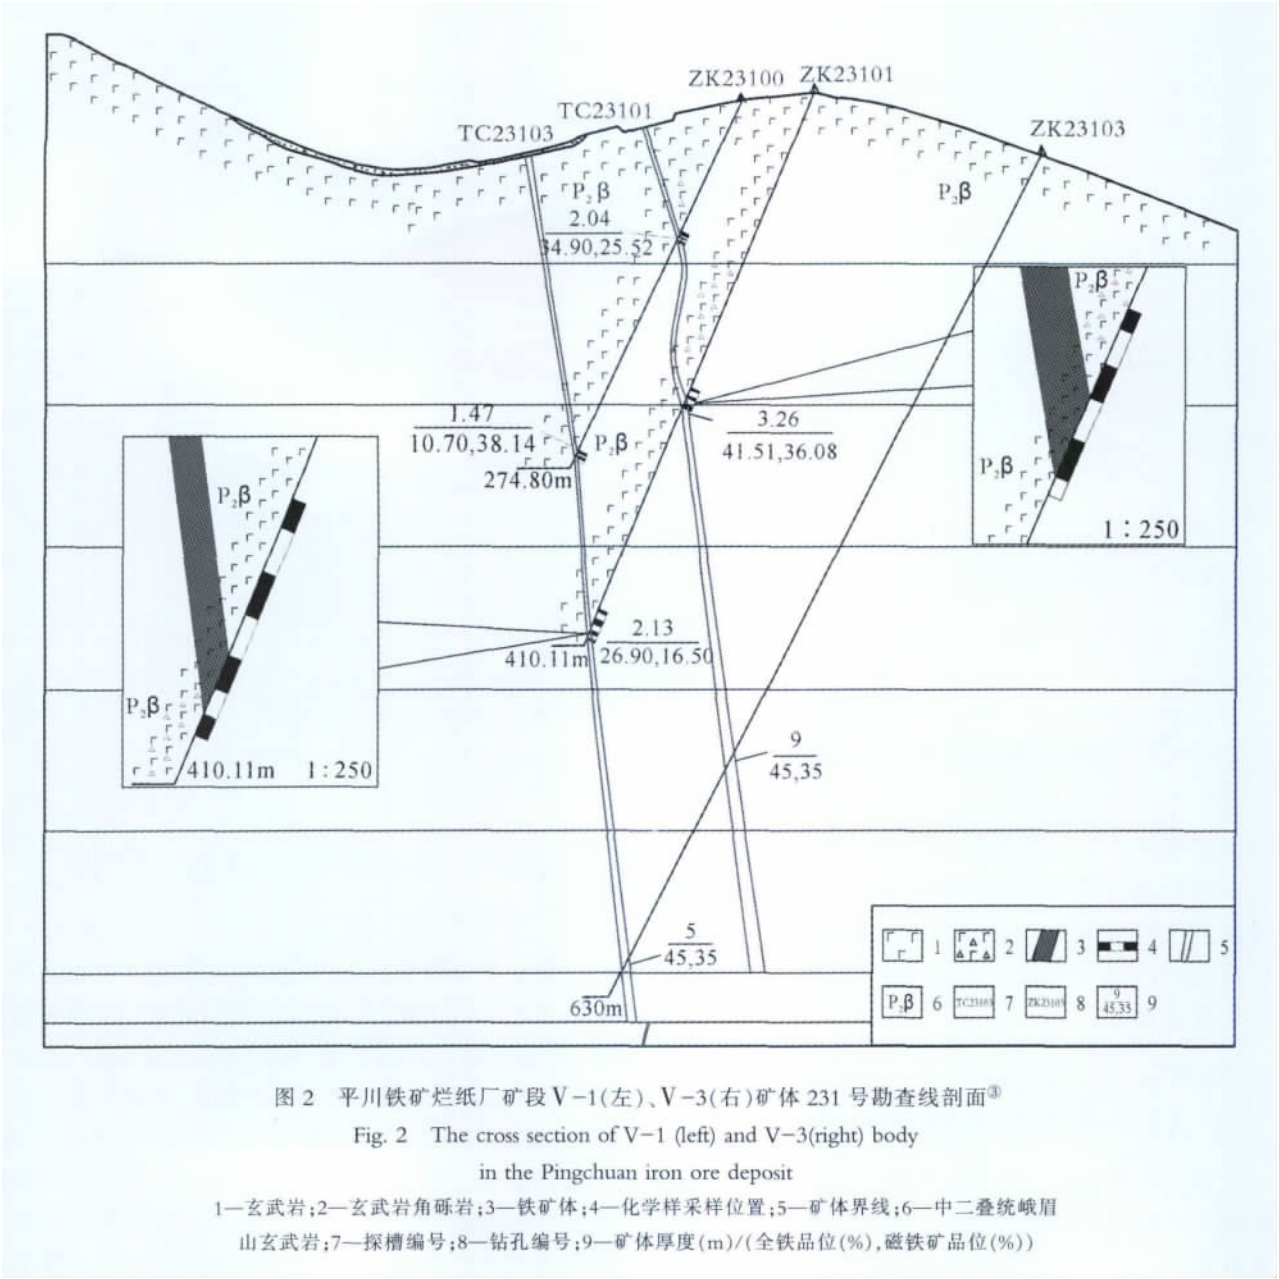 ZK23100
ZK23101
TC23101
TC23103
ZK23103
P₂β
P₂β
2.04
34.90,25.52
P₂β
1.47
10.70,38.14
P₂β
274.80m
3.26
41.51,36.08
P₂β
1:250
P₂β
P₂β
410.11m 1:250
2.13
410.11m
26.90,16.50
9
45,35
5
45,35
630m
1
2
3
4
5
P₂β 6
TC23103 7
ZK23103 8
9
45,35
9
图 2 平川铁矿烂纸厂矿段 V-1(左)、V-3(右)矿体 231 号勘查线剖面③
Fig. 2 The cross section of V-1 (left) and V-3(right) body
in the Pingchuan iron ore deposit
1—玄武岩;2—玄武岩角砾岩;3—铁矿体;4—化学样采样位置;5—矿体界线;6—中二叠统峨眉
山玄武岩;7—探槽编号;8—钻孔编号;9—矿体厚度(m)/(全铁品位(%),磁铁矿品位(%))